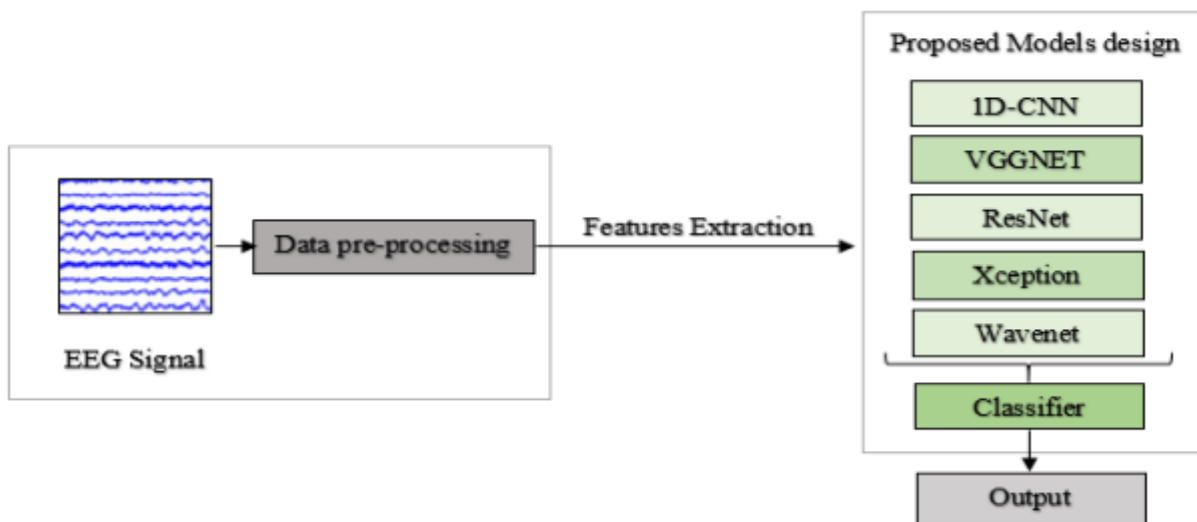 EEG Signal
Data pre-processing
Features Extraction
Proposed Models design
1D-CNN
VGGNET
ResNet
Xception
Wavenet
Classifier
Output